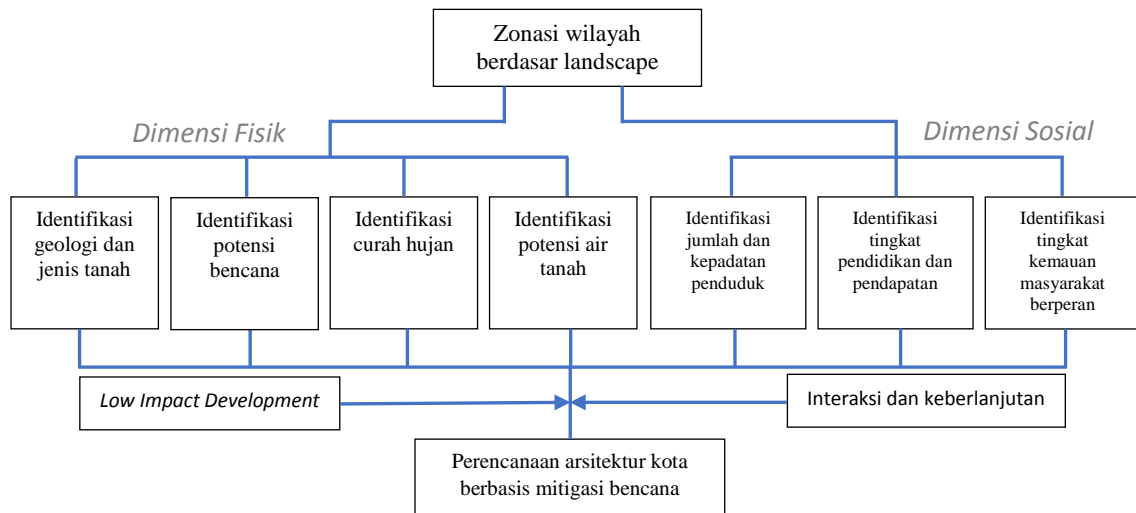 Zonasi wilayah
berdasar landscape
Dimensi Fisik
Dimensi Sosial
Identifikasi
geologi dan
jenis tanah
Identifikasi
potensi
bencana
Identifikasi
curah hujan
Identifikasi
potensi air
tanah
Identifikasi
jumlah dan
kepadatan
penduduk
Identifikasi
tingkat
pendidikan dan
pendapatan
Identifikasi
tingkat
kemauan
masyarakat
berperan
Low Impact Development
Interaksi dan keberlanjutan
Perencanaan arsitektur kota
berbasis mitigasi bencana